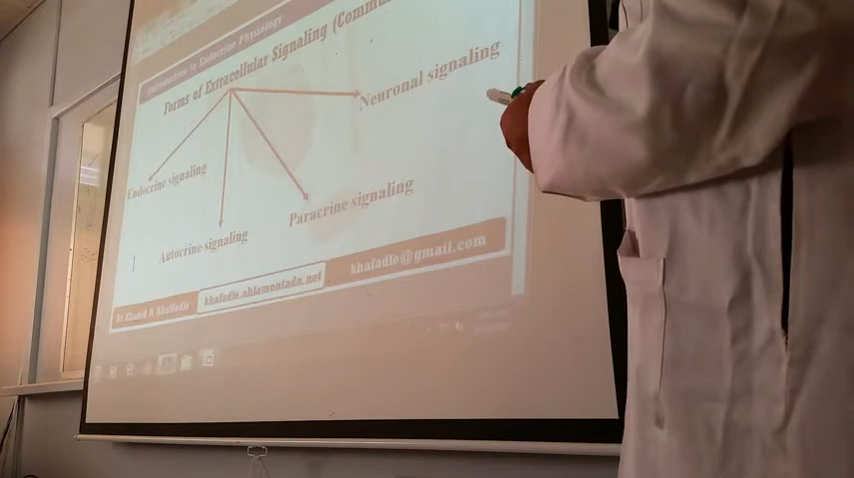 Introduction to Endocrine Physiology
Forms of Extracellular Signaling (Commu
Neuronal signaling
Endocrine signaling
Paracrine signaling
Autocrine signaling
Dr Khaled A Abulfadle
khafadle.ahlamontada.net
khafadle@gmail.com